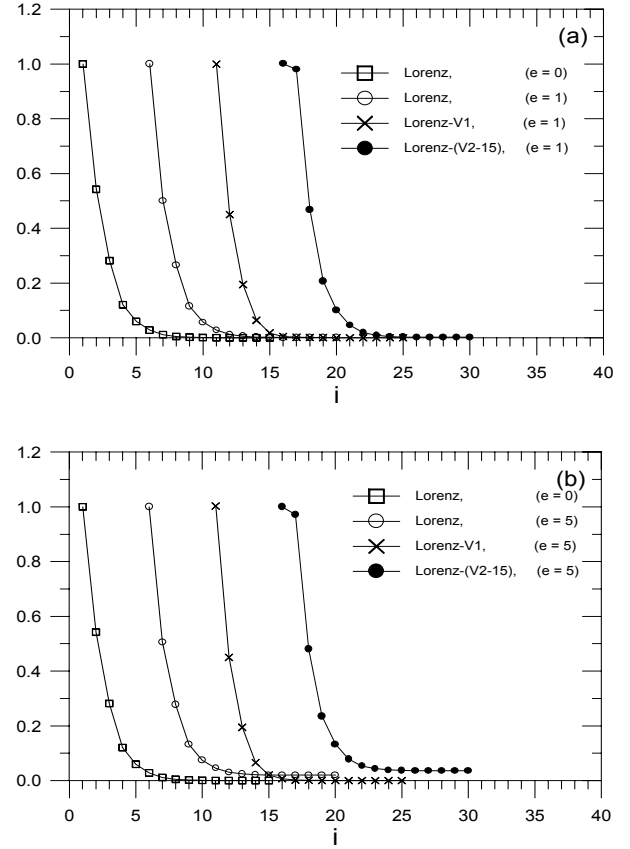 1.2
(a)
1.0
Lorenz, (e = 0)
Lorenz, (e = 1)
0.8
Lorenz-V1, (e = 1)
Lorenz-(V2-15), (e = 1)
0.6
0.4
0.2
0.0
0 5 10 15 20 25 30 35 40
i
1.2
(b)
1.0
Lorenz, (e = 0)
Lorenz, (e = 5)
0.8
Lorenz-V1, (e = 5)
Lorenz-(V2-15), (e = 5)
0.6
0.4
0.2
0.0
0 5 10 15 20 25 30 35 40
i